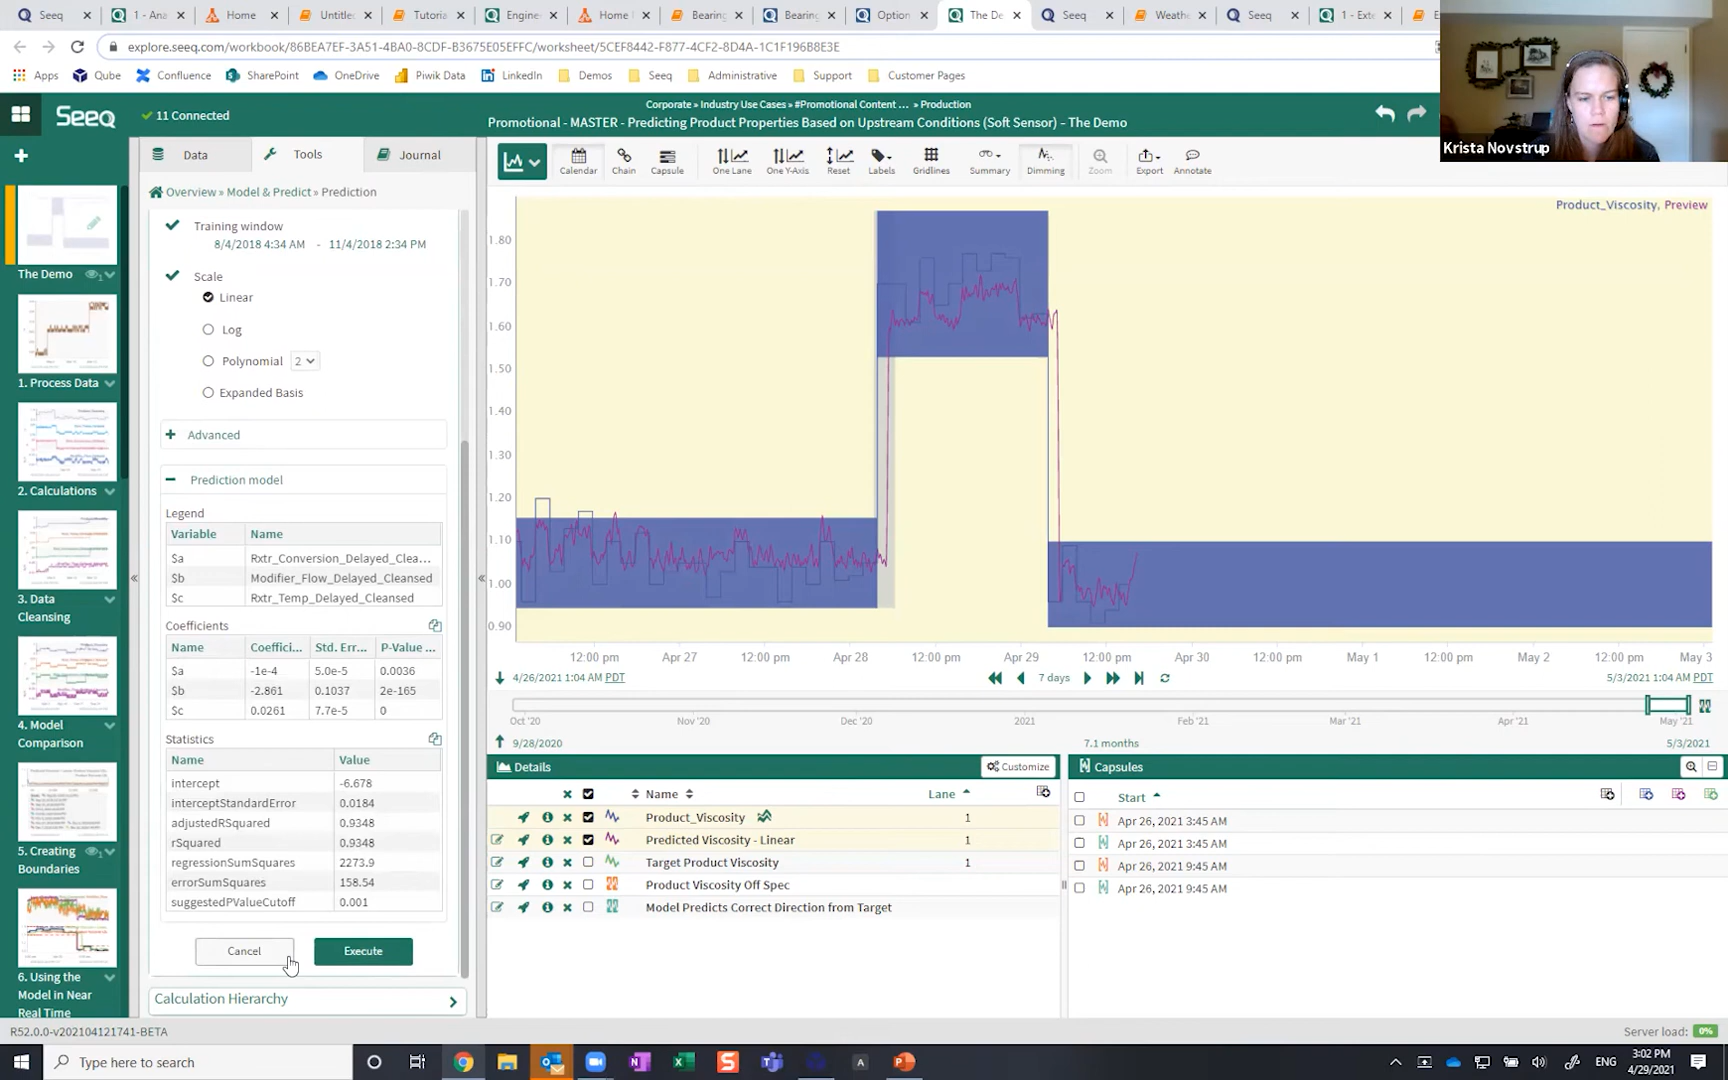 Seeq
1 - Ana
Home
Untitle
Tutoria
Engine
Home
Bearing
Bearing
Option
The De
Seeq
Weath
Seeq
1 - Ext
explore.seeq.com/workbook/86BEA7EF-3A51-4BA0-8CDF-B3675E05EFFC/worksheet/5CEF8442-F877-4CF2-8D4A-1C1F196B8E3E
Apps
Qube
Confluence
SharePoint
OneDrive
Piwik Data
LinkedIn
Demos
Seeq
Administrative
Support
Customer Pages
Krista Novstrup
Seeq
11 Connected
Corporate » Industry Use Cases » #Promotional Content ... » Production
Promotional - MASTER - Predicting Product Properties Based on Upstream Conditions (Soft Sensor) - The Demo
Data
Tools
Journal
Calendar
Chain
Capsule
One Lane
One Y-Axis
Reset
Labels
Gridlines
Summary
Dimming
Zoom
Export
Annotate
Overview » Model & Predict » Prediction
The Demo
1. Process Data
2. Calculations
3. Data
Cleansing
4. Model
Comparison
5. Creating
Boundaries
6. Using the
Model in Near
Real Time
Training window
8/4/2018 4:34 AM - 11/4/2018 2:34 PM
Scale
Linear
Log
Polynomial 2
Expanded Basis
Advanced
Prediction model
Legend
Variable Name
$a Rxtr_Conversion_Delayed_Clea...
$b Modifier_Flow_Delayed_Cleansed
$c Rxtr_Temp_Delayed_Cleansed
Coefficients
Name Coeffici... Std. Err... P-Value ...
$a -1e-4 5.0e-5 0.0036
$b -2.861 0.1037 2e-165
$c 0.0261 7.7e-5 0
Statistics
Name Value
intercept -6.678
interceptStandardError 0.0184
adjustedRSquared 0.9348
rSquared 0.9348
regressionSumSquares 2273.9
errorSumSquares 158.54
suggestedPValueCutoff 0.001
Cancel
Execute
Calculation Hierarchy
Product_Viscosity, Preview
1.80
1.70
1.60
1.50
1.40
1.30
1.20
1.10
1.00
0.90
12:00 pm Apr 27 12:00 pm Apr 28 12:00 pm Apr 29 12:00 pm Apr 30 12:00 pm May 1 12:00 pm May 2 12:00 pm May 3
4/26/2021 1:04 AM PDT
7 days
5/3/2021 1:04 AM PDT
Oct '20 Nov '20 Dec '20 2021 Feb '21 Mar '21 Apr '21 May '21
9/28/2020
7.1 months
5/3/2021
Details
Customize
Name
Lane
Product_Viscosity 1
Predicted Viscosity - Linear 1
Target Product Viscosity 1
Product Viscosity Off Spec
Model Predicts Correct Direction from Target
Capsules
Start
Apr 26, 2021 3:45 AM
Apr 26, 2021 3:45 AM
Apr 26, 2021 9:45 AM
Apr 26, 2021 9:45 AM
R52.0.0-v202104121741-BETA
Server load: 0%
Type here to search
ENG
3:02 PM
4/29/2021